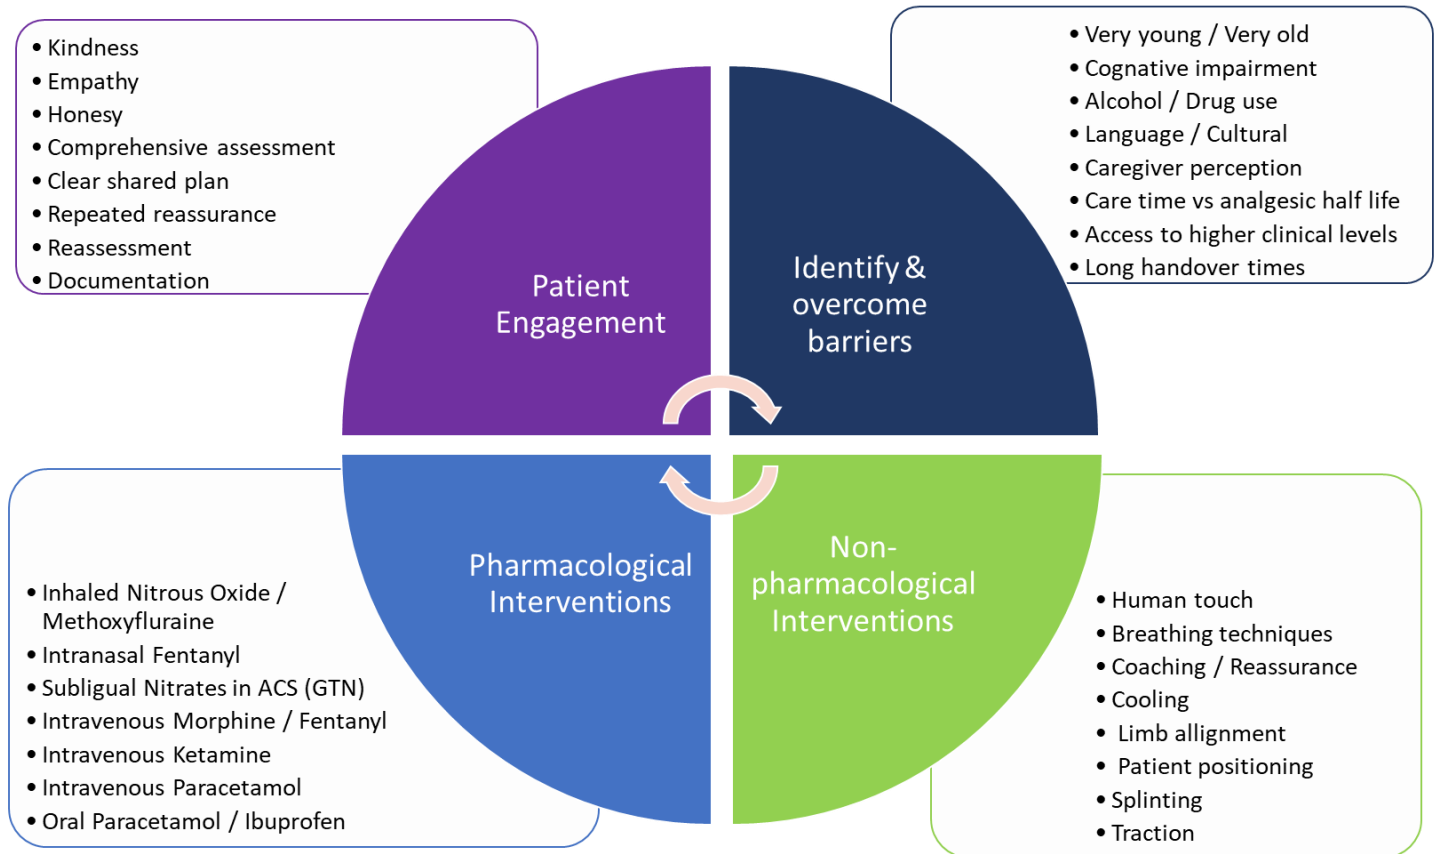 • Kindness
• Empathy
• Honesy
• Comprehensive assessment
• Clear shared plan
• Repeated reassurance
• Reassessment
• Documentation
Patient
Engagement
• Very young / Very old
• Cognative impairment
• Alcohol / Drug use
• Language / Cultural
• Caregiver perception
• Care time vs analgesic half life
• Access to higher clinical levels
• Long handover times
Identify &
overcome
barriers
Pharmacological
Interventions
• Inhaled Nitrous Oxide /
Methoxyfluraine
• Intranasal Fentanyl
• Subligual Nitrates in ACS (GTN)
• Intravenous Morphine / Fentanyl
• Intravenous Ketamine
• Intravenous Paracetamol
• Oral Paracetamol / Ibuprofen
Non-
pharmacological
Interventions
• Human touch
• Breathing techniques
• Coaching / Reassurance
• Cooling
• Limb allignment
• Patient positioning
• Splinting
• Traction